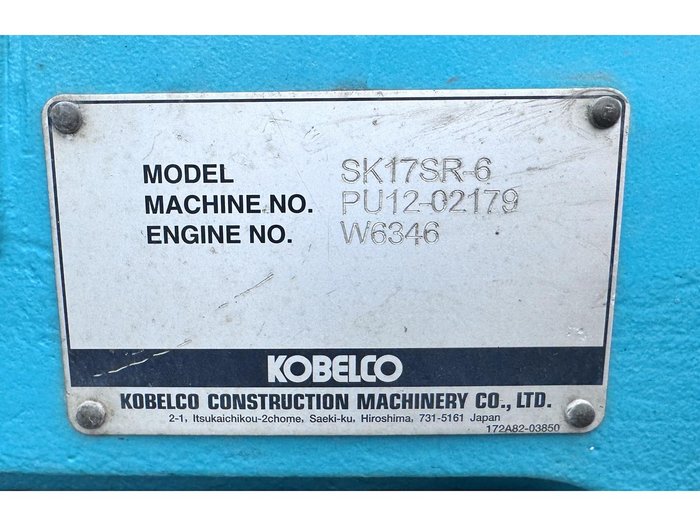 MODEL SK17SR-6
MACHINE NO. PU12-02179
ENGINE NO. W6346
KOBELCO
KOBELCO CONSTRUCTION MACHINERY CO., LTD.
2-1, Itsukaichikou-2chome, Saeki-ku, Hiroshima, 731-5161 Japan
172A82-03850